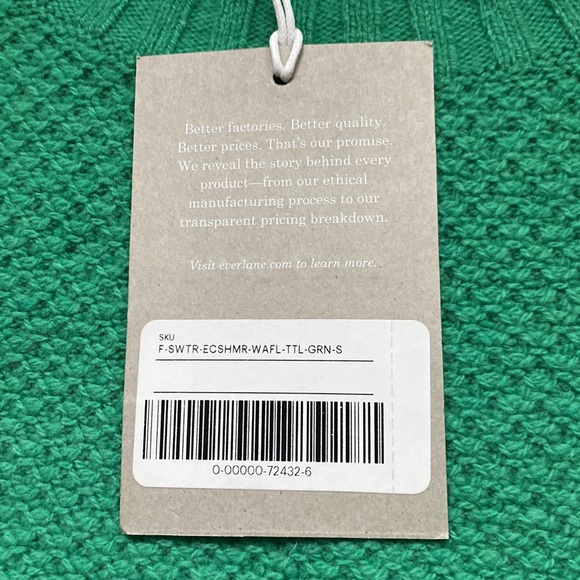 Better factories. Better quality.
Better prices. That's our promise.
We reveal the story behind every
product—from our ethical
manufacturing process to our
transparent pricing breakdown.
Visit everlane.com to learn more.
SKU
F-SWTR-ECSHMR-WAFL-TTL-GRN-S
0-00000-72432-6